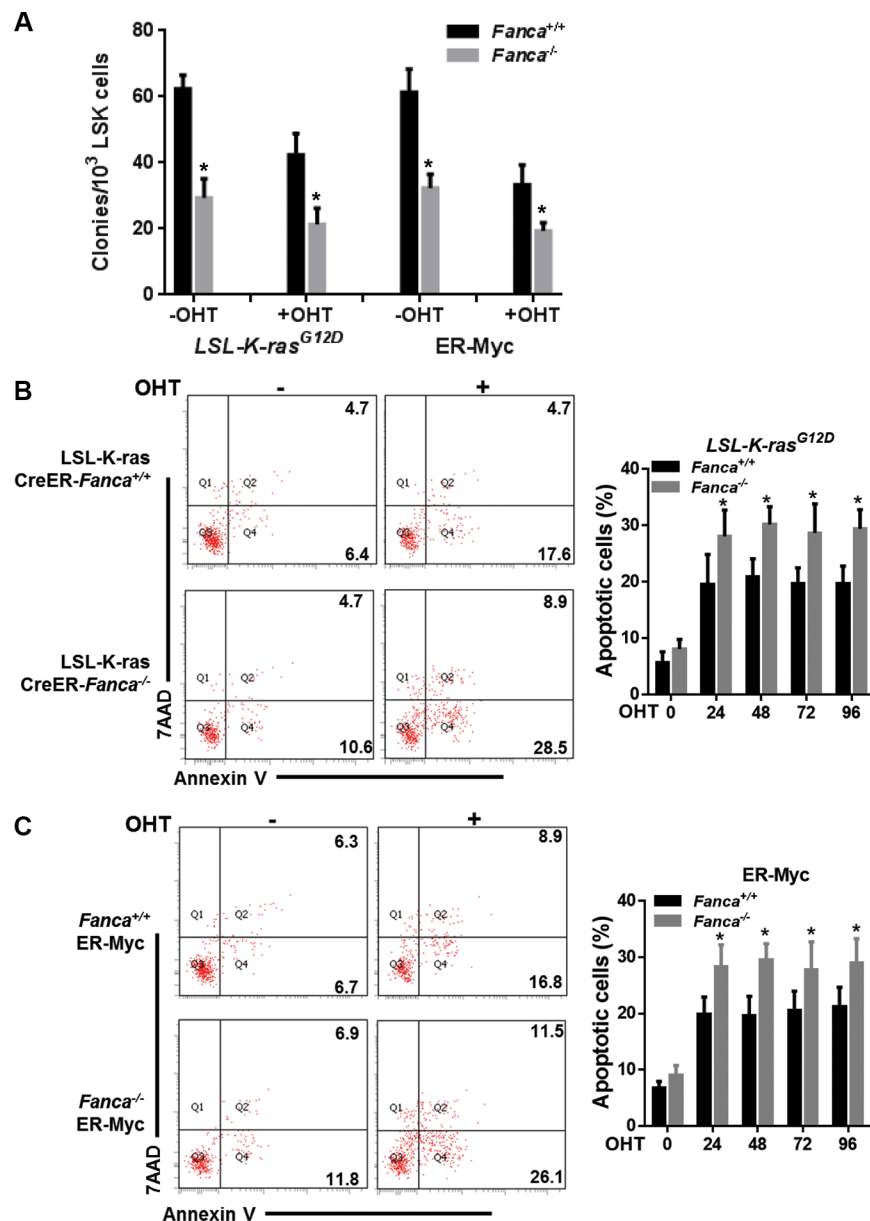 A
Clonies/10³ LSK cells
80
60
40
20
0
Fanca+/+
Fanca-/-
*
*
*
*
-OHT
+OHT
-OHT
+OHT
LSL-K-ras^G12D
ER-Myc
B
OHT
-
+
LSL-K-ras
CreER-Fanca+/+
Q1
Q2
Q3
Q4
4.7
6.4
Q1
Q2
Q3
Q4
4.7
17.6
LSL-K-ras
CreER-Fanca-/-
Q1
Q2
Q3
Q4
4.7
10.6
Q1
Q2
Q3
Q4
8.9
28.5
7AAD
Annexin V
LSL-K-ras^G12D
Fanca+/+
Fanca-/-
Apoptotic cells (%)
40
30
20
10
0
*
*
*
*
OHT 0 24 48 72 96
C
OHT
-
+
Fanca+/+
ER-Myc
Q1
Q2
Q3
Q4
6.3
6.7
Q1
Q2
Q3
Q4
8.9
16.8
Fanca-/-
ER-Myc
Q1
Q2
Q3
Q4
6.9
11.8
Q1
Q2
Q3
Q4
11.5
26.1
7AAD
Annexin V
ER-Myc
Fanca+/+
Fanca-/-
Apoptotic cells (%)
40
30
20
10
0
*
*
*
*
OHT 0 24 48 72 96